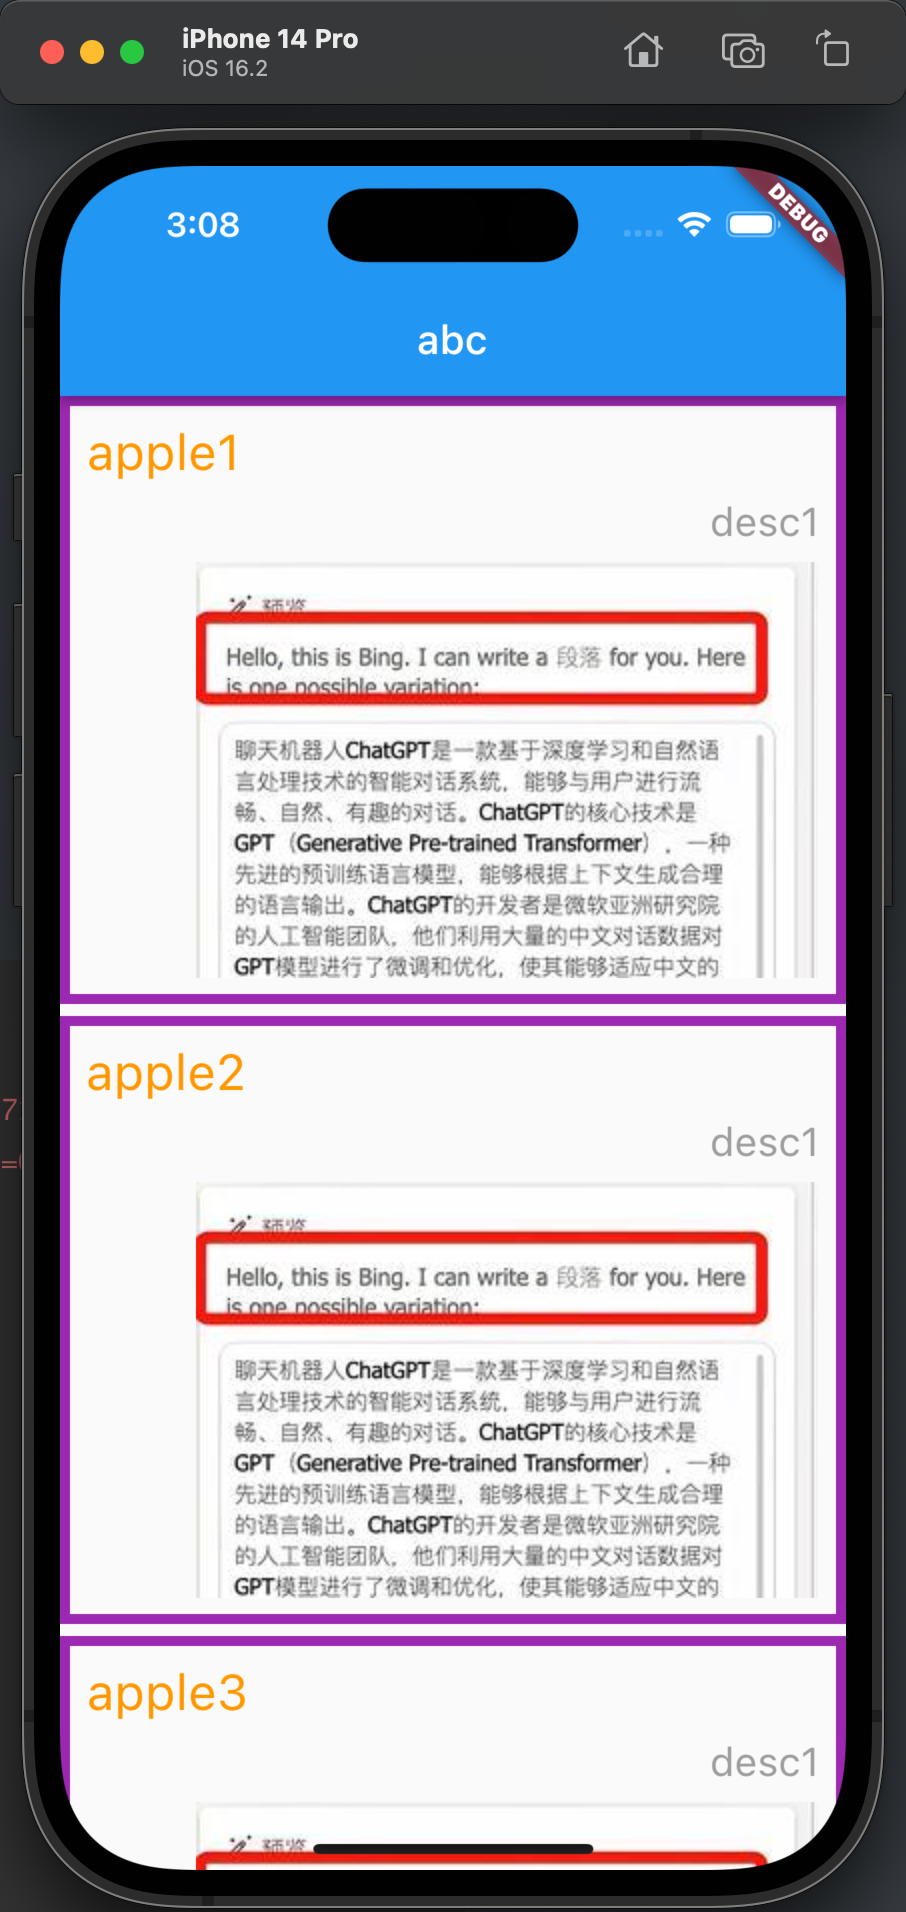 iPhone 14 Pro
iOS 16.2
3:08
DEBUG
abc
apple1
desc1
预览
Hello, this is Bing. I can write a 段落 for you. Here
is one possible variation:
聊天机器人ChatGPT是一款基于深度学习和自然语
言处理技术的智能对话系统，能够与用户进行流
畅、自然、有趣的对话。ChatGPT的核心技术是
GPT（Generative Pre-trained Transformer），一种
先进的预训练语言模型，能够根据上下文生成合理
的语言输出。ChatGPT的开发者是微软亚洲研究院
的人工智能团队，他们利用大量的中文对话数据对
GPT模型进行了微调和优化，使其能够适应中文的
apple2
desc1
预览
Hello, this is Bing. I can write a 段落 for you. Here
is one possible variation:
聊天机器人ChatGPT是一款基于深度学习和自然语
言处理技术的智能对话系统，能够与用户进行流
畅、自然、有趣的对话。ChatGPT的核心技术是
GPT（Generative Pre-trained Transformer），一种
先进的预训练语言模型，能够根据上下文生成合理
的语言输出。ChatGPT的开发者是微软亚洲研究院
的人工智能团队，他们利用大量的中文对话数据对
GPT模型进行了微调和优化，使其能够适应中文的
apple3
desc1
预览